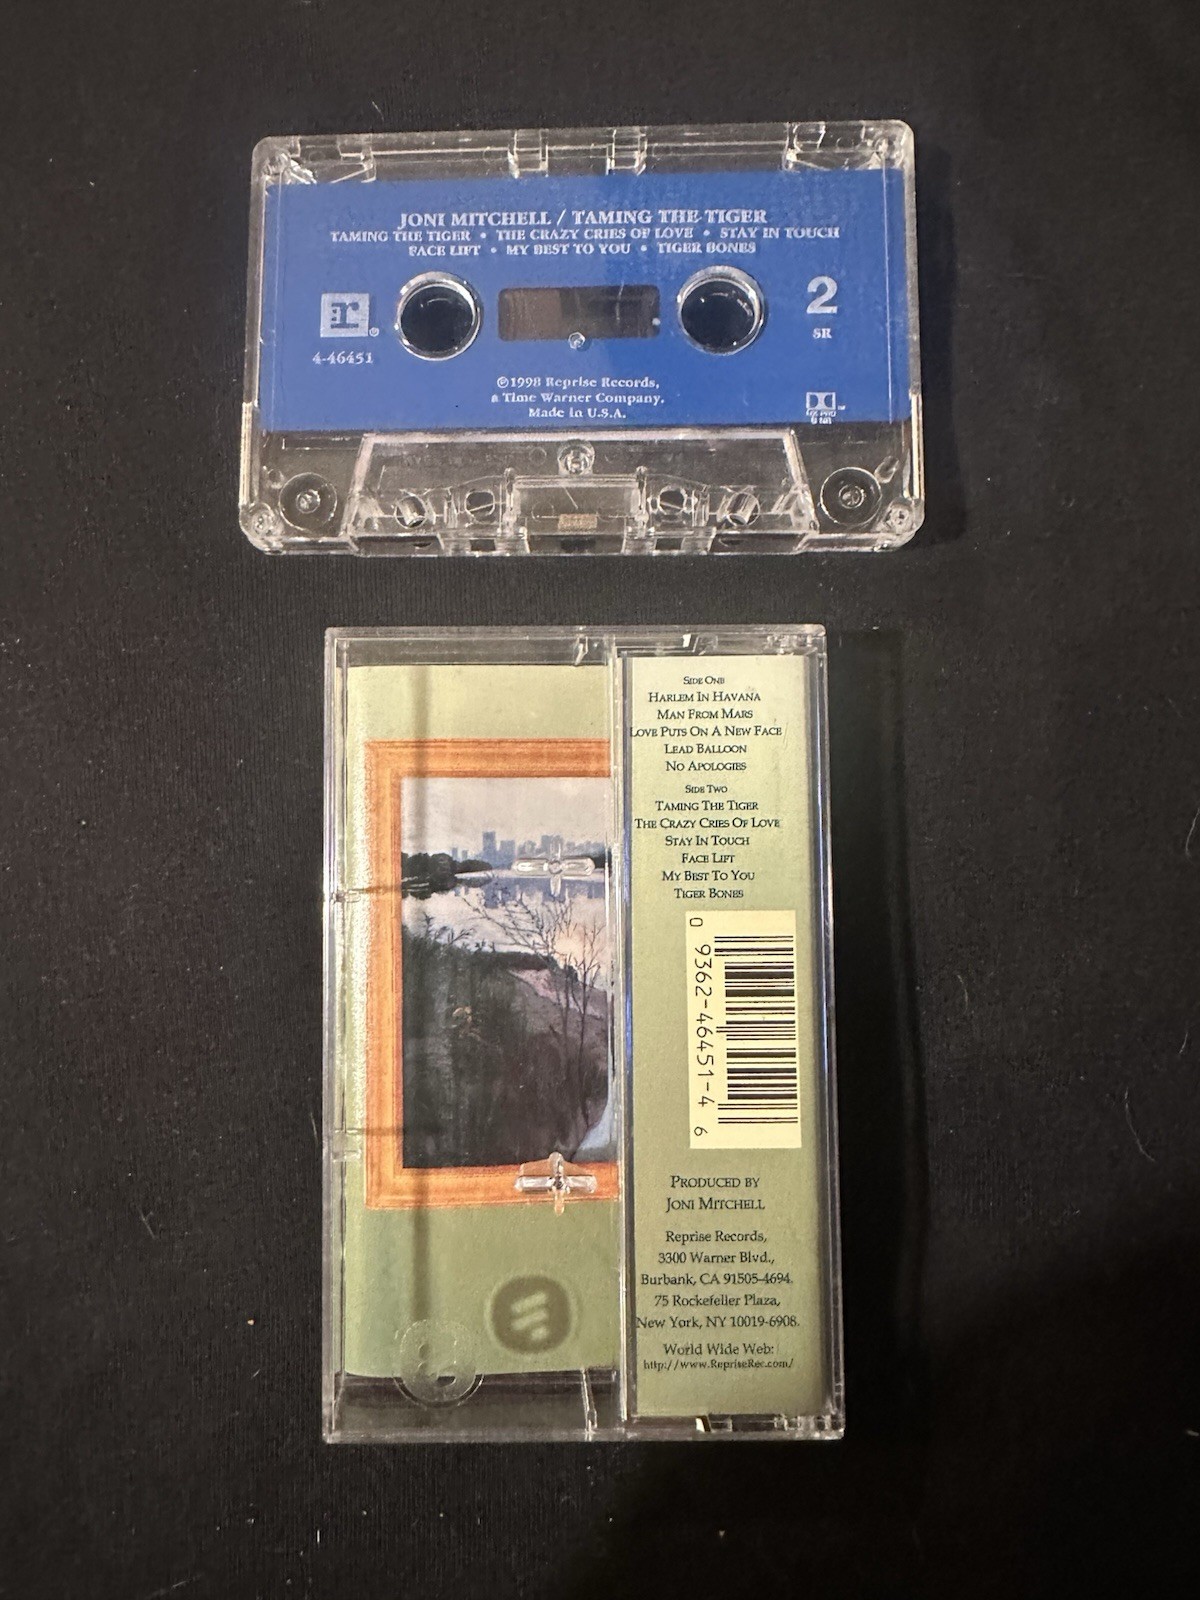 JONI MITCHELL / TAMING THE TIGER
TAMING THE TIGER • THE CRAZY CRIES OF LOVE • STAY IN TOUCH
FACE LIFT • MY BEST TO YOU • TIGER BONES
r®
4-46451
2
SR
℗1998 Reprise Records,
a Time Warner Company.
Made in U.S.A.
HX PRO
B NR
SIDE ONE
HARLEM IN HAVANA
MAN FROM MARS
LOVE PUTS ON A NEW FACE
LEAD BALLOON
NO APOLOGIES
SIDE TWO
TAMING THE TIGER
THE CRAZY CRIES OF LOVE
STAY IN TOUCH
FACE LIFT
MY BEST TO YOU
TIGER BONES
0 9362-46451-4 6
PRODUCED BY
JONI MITCHELL
Reprise Records,
3300 Warner Blvd.,
Burbank, CA 91505-4694.
75 Rockefeller Plaza,
New York, NY 10019-6908.
World Wide Web:
http://www.RepriseRec.com/